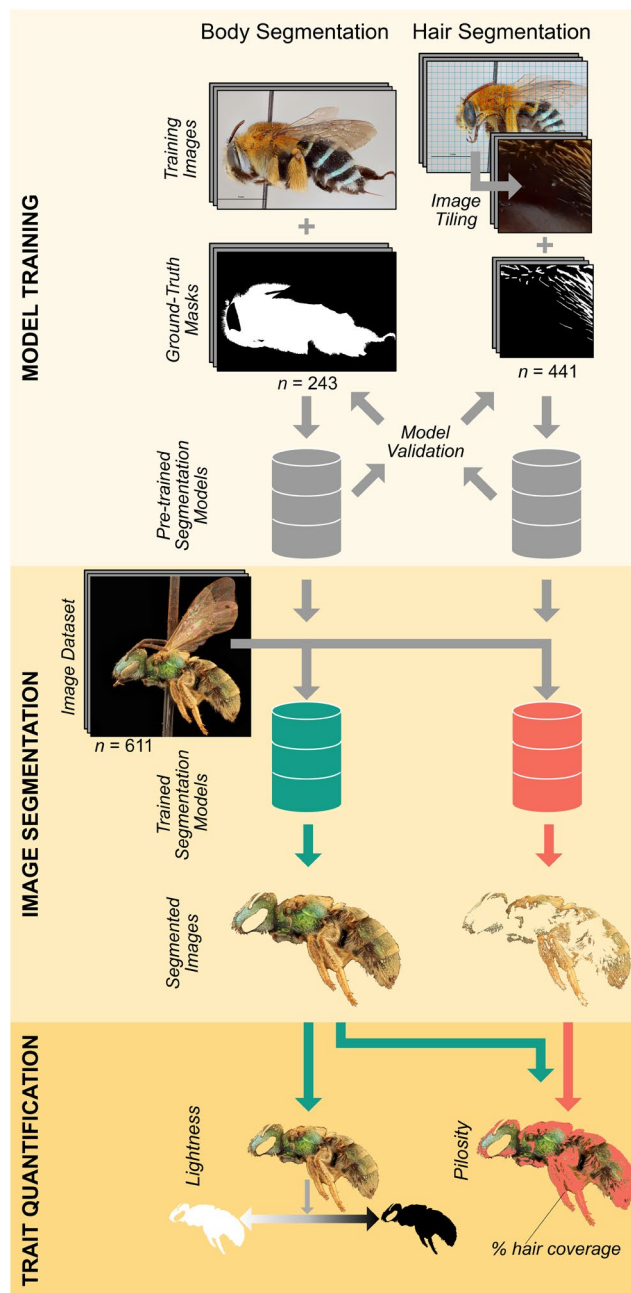 Body Segmentation
Hair Segmentation
MODEL TRAINING
Training
Images
Image
Tiling
Ground-Truth
Masks
n = 243
n = 441
Model
Validation
Pre-trained
Segmentation
Models
IMAGE SEGMENTATION
Image Dataset
n = 611
Trained
Segmentation
Models
Segmented
Images
TRAIT QUANTIFICATION
Lightness
Pilosity
% hair coverage